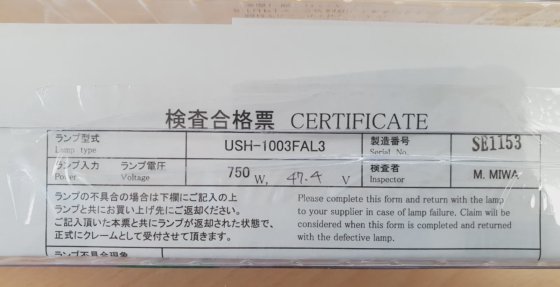 検査合格票 CERTIFICATE
ランプ型式 USH-1003FAL3 製造番号 SE1153
Lamp type Serial No.
ランプ入力 ランプ電圧 750 W, 47.4 V 検査者 M. MIWA
Power Voltage Inspector
ランプの不具合の場合は下欄にご記入の上
ランプと共にお買い上げ先にご返却ください。
ご記入頂いた本票と共にランプが返却された状態で、
正式にクレームとして受付させて頂きます。
Please complete this form and return with the lamp
to your supplier in case of lamp failure. Claim will be
considered when this form is completed and returned
with the defective lamp.
ランプ不具合現象